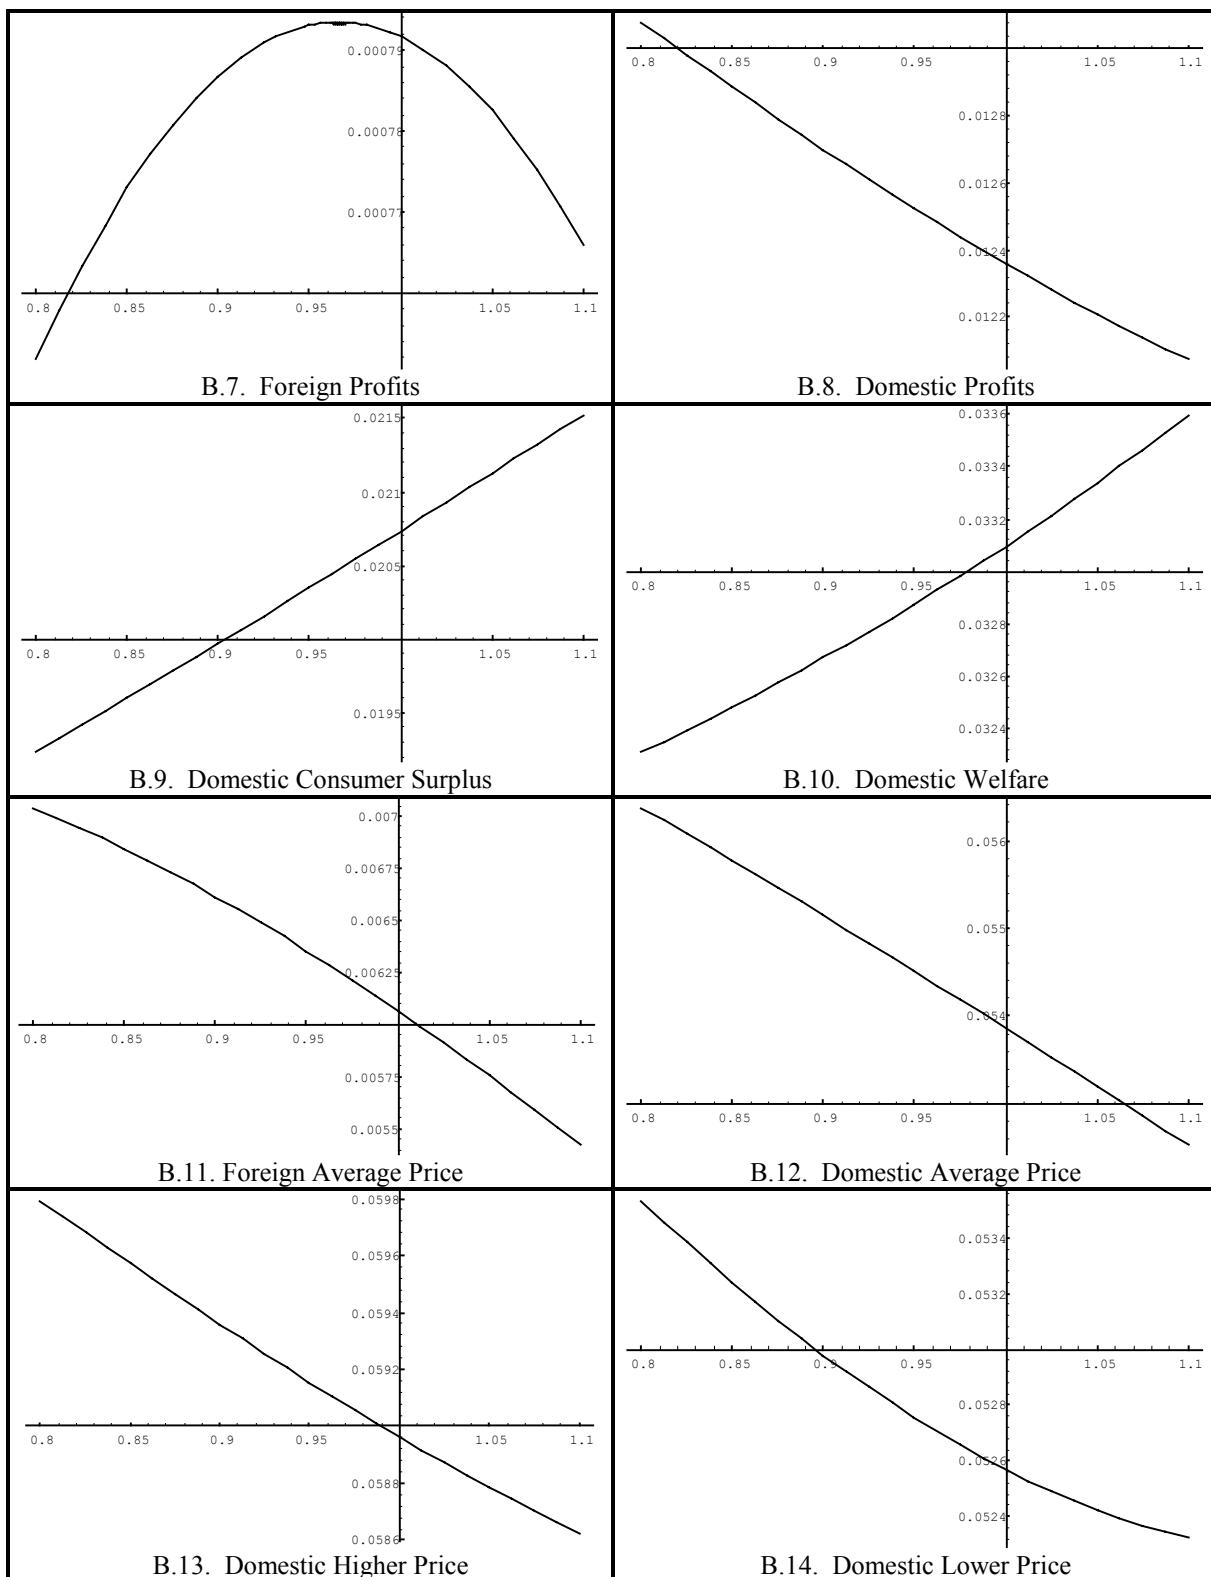 0.00079
0.00078
0.00077
0.8 0.85 0.9 0.95 1.05 1.1
B.7. Foreign Profits
0.8 0.85 0.9 0.95 1.05 1.1
0.0128
0.0126
0.0124
0.0122
B.8. Domestic Profits
0.0215
0.021
0.0205
0.8 0.85 0.9 0.95 1.05 1.1
0.0195
B.9. Domestic Consumer Surplus
0.0336
0.0334
0.0332
0.8 0.85 0.9 0.95 1.05 1.1
0.0328
0.0326
0.0324
B.10. Domestic Welfare
0.007
0.00675
0.0065
0.00625
0.8 0.85 0.9 0.95 1.05 1.1
0.00575
0.0055
B.11. Foreign Average Price
0.056
0.055
0.054
0.8 0.85 0.9 0.95 1.05 1.1
B.12. Domestic Average Price
0.0598
0.0596
0.0594
0.0592
0.8 0.85 0.9 0.95 1.05 1.1
0.0588
0.0586
B.13. Domestic Higher Price
0.0534
0.0532
0.8 0.85 0.9 0.95 1.05 1.1
0.0528
0.0526
0.0524
B.14. Domestic Lower Price